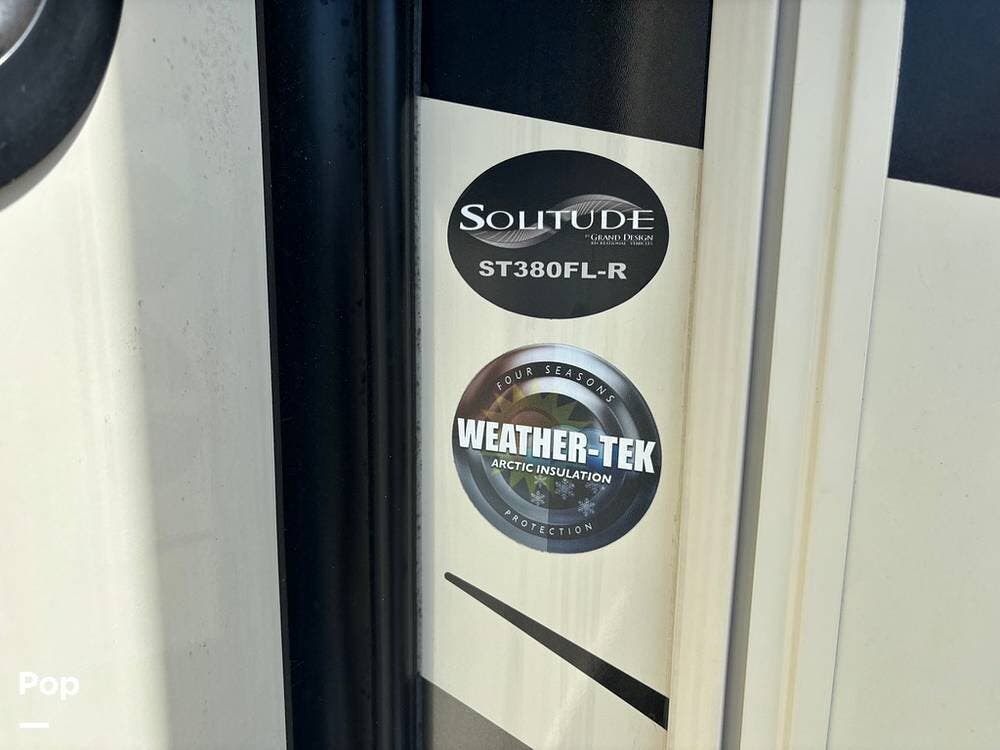 SOLITUDE
BY GRAND DESIGN
RECREATIONAL VEHICLES
ST380FL-R
FOUR SEASONS
WEATHER-TEK
ARCTIC INSULATION
PROTECTION
Pop